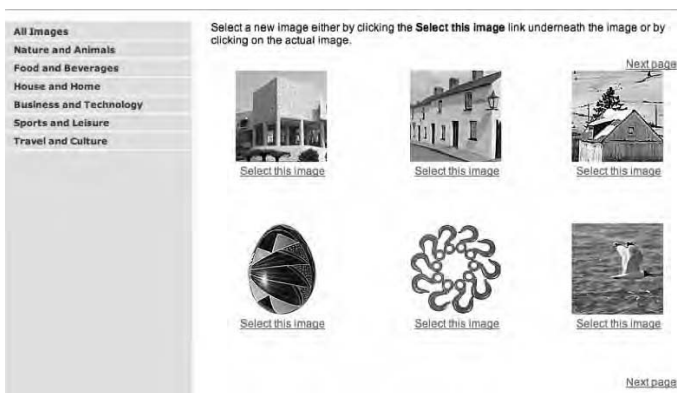 All Images
Nature and Animals
Food and Beverages
House and Home
Business and Technology
Sports and Leisure
Travel and Culture
Select a new image either by clicking the Select this image link underneath the image or by
clicking on the actual image.
Next page
Select this image Select this image Select this image
Select this image Select this image Select this image
Next page